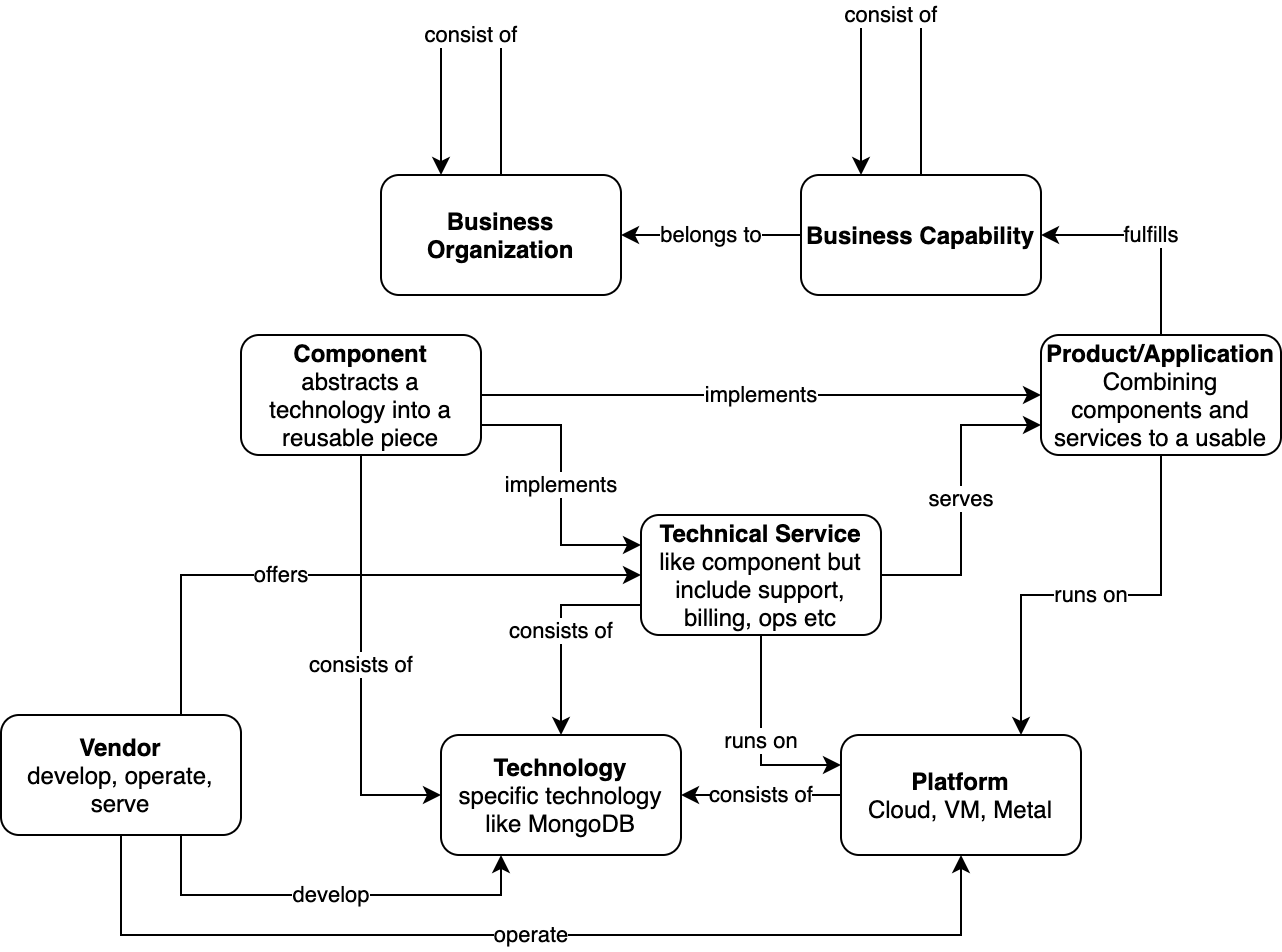 consist of
consist of
Business
Organization
belongs to
Business Capability
fulfills
Component
abstracts a
technology into a
reusable piece
implements
Product/Application
Combining
components and
services to a usable
implements
serves
Technical Service
like component but
include support,
billing, ops etc
offers
runs on
consists of
consists of
Vendor
develop, operate,
serve
runs on
Technology
specific technology
like MongoDB
consists of
Platform
Cloud, VM, Metal
develop
operate